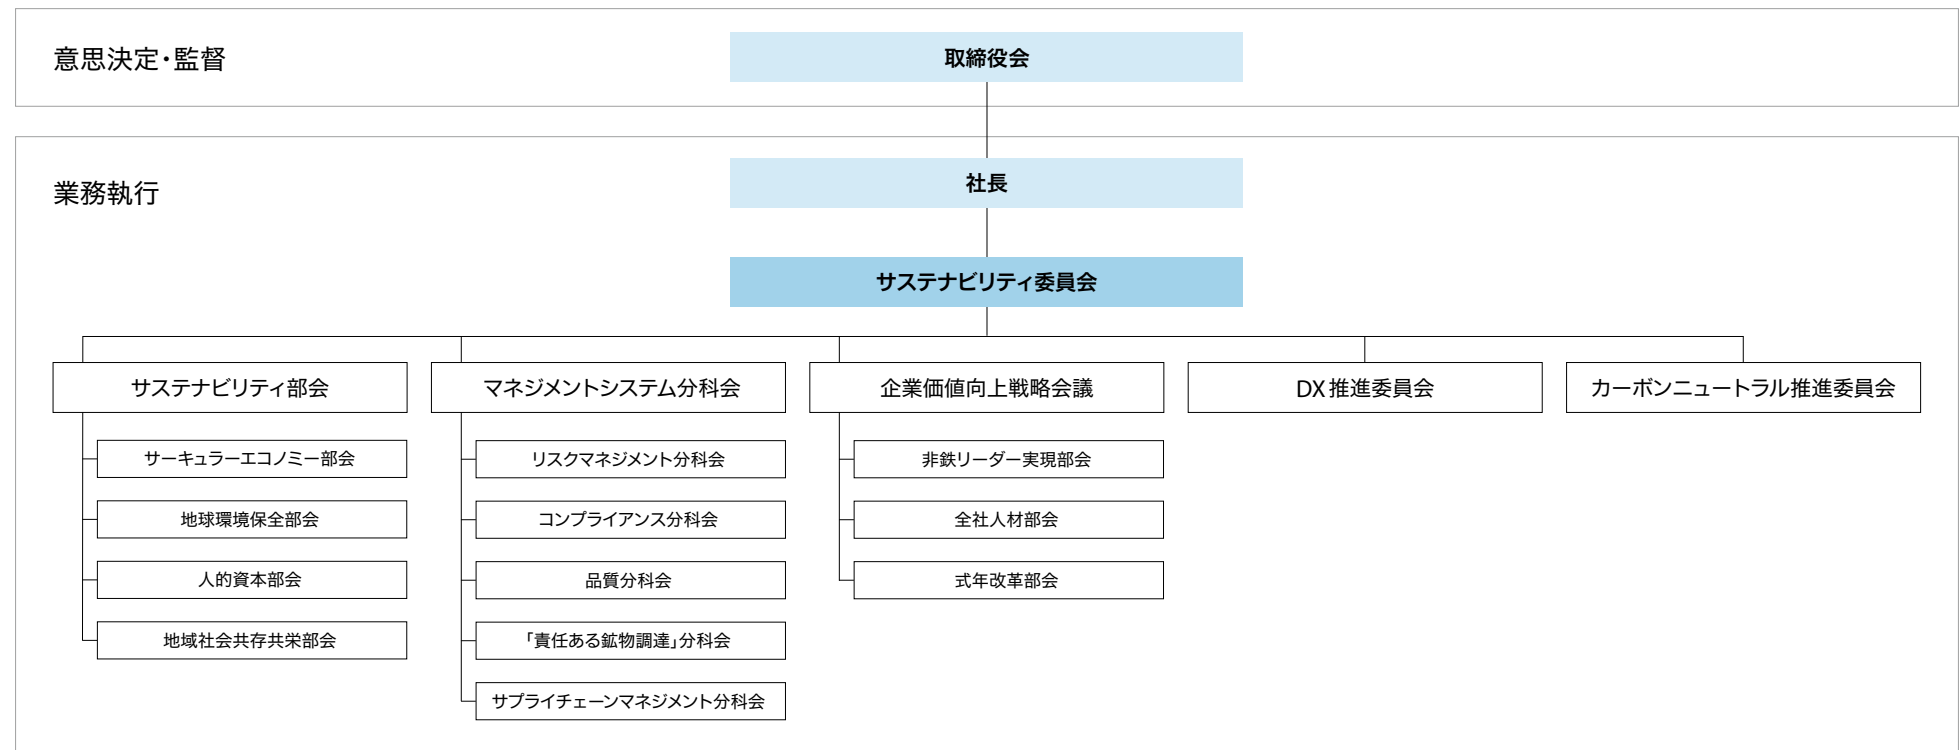 意思決定・監督
取締役会
業務執行
社長
サステナビリティ委員会
サステナビリティ部会
マネジメントシステム分科会
企業価値向上戦略会議
DX推進委員会
カーボンニュートラル推進委員会
サーキュラーエコノミー部会
地球環境保全部会
人的資本部会
地域社会共存共栄部会
リスクマネジメント分科会
コンプライアンス分科会
品質分科会
「責任ある鉱物調達」分科会
サプライチェーンマネジメント分科会
非鉄リーダー実現部会
全社人材部会
式年改革部会